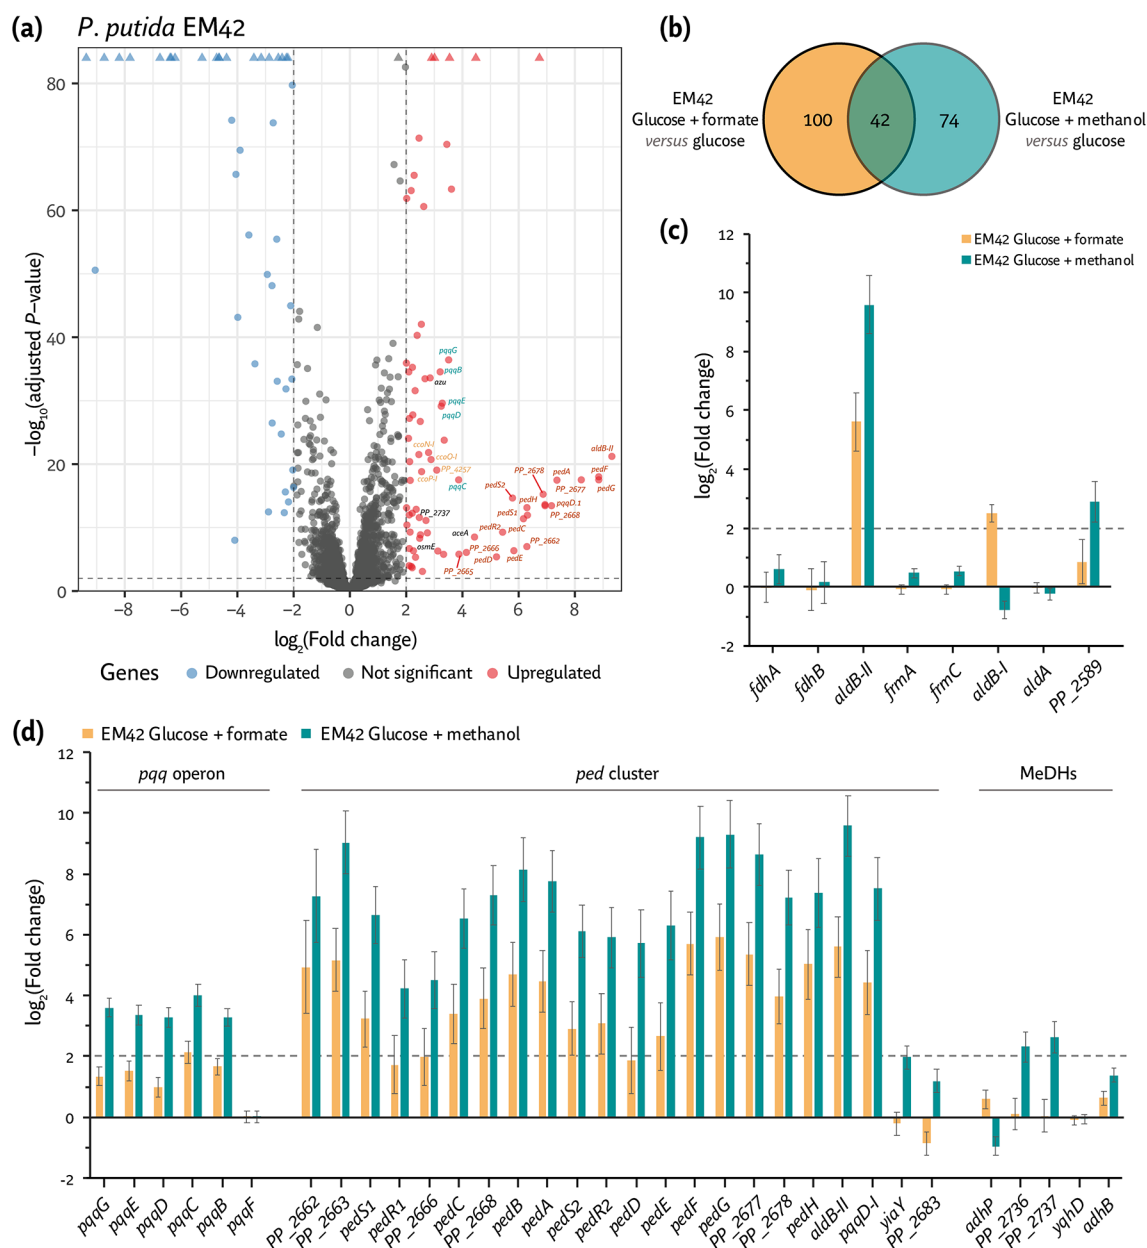 (a)
P. putida EM42
80
60
40
20
0
−8
−6
−4
−2
0
2
4
6
8
−log10(adjusted P−value)
log2(Fold change)
pqqG
pqqB
azu
pqqE
pqqD
ccoN-I
ccoO-I
PP_4257
ccoP-I
pqqC
aldB-II
PP_2678
pedA
pedF
PP_2677
pedG
pedS2
pedH
pqqD.1
PP_2737
pedS1
PP_2668
pedR2
pedC
aceA
PP_2662
osmE
PP_2666
pedD
pedE
PP_2665
Genes
Downregulated
Not significant
Upregulated
(b)
EM42
Glucose + formate
versus glucose
100
42
74
EM42
Glucose + methanol
versus glucose
(c)
EM42 Glucose + formate
EM42 Glucose + methanol
12
10
8
6
4
2
0
-2
log2(Fold change)
fdhA
fdhB
aldB-II
frmA
frmC
aldB-I
aldA
PP_2589
(d)
EM42 Glucose + formate
EM42 Glucose + methanol
pqq operon
ped cluster
MeDHs
12
10
8
6
4
2
0
-2
log2(Fold change)
pqqG
pqqE
pqqD
pqqC
pqqB
pqqF
PP_2662
PP_2663
pedS1
pedR1
PP_2666
pedC
PP_2668
pedB
pedA
pedS2
pedR2
pedD
pedE
pedF
pedG
PP_2677
PP_2678
pedH
aldB-II
pqqD-I
yiaY
PP_2683
adhP
PP_2736
PP_2737
yqhD
adhB